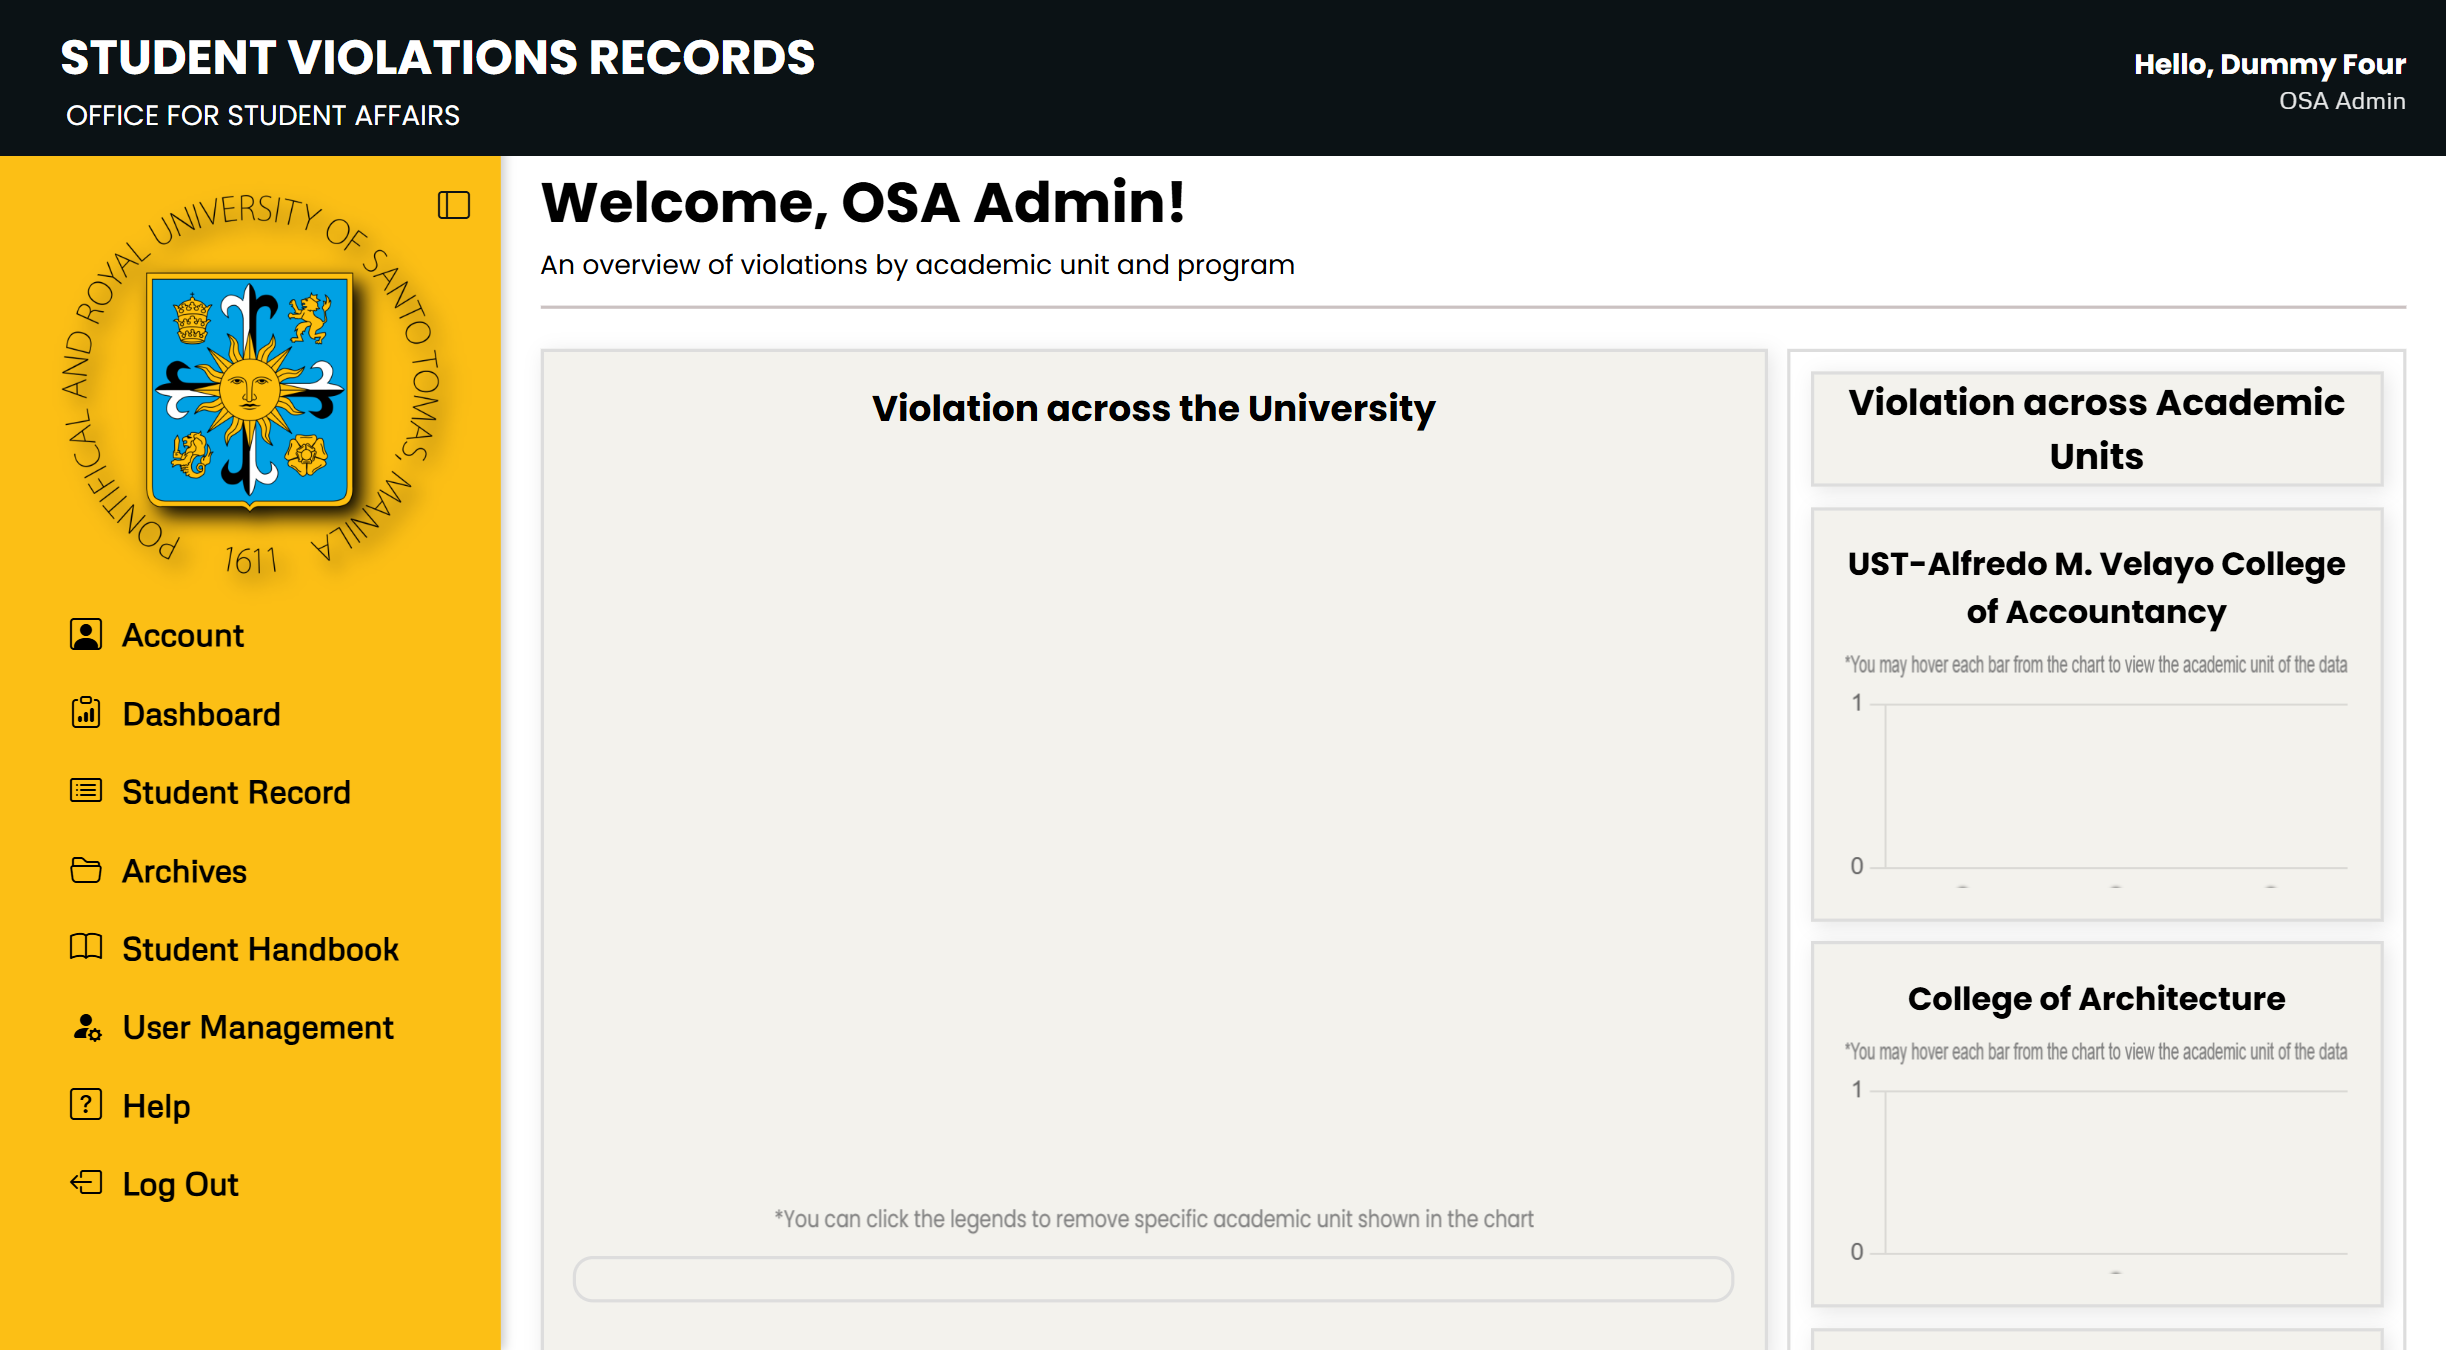 STUDENT VIOLATIONS RECORDS
OFFICE FOR STUDENT AFFAIRS
Hello, Dummy Four
OSA Admin
PONTIFICAL AND ROYAL UNIVERSITY OF SANTO TOMAS, MANILA
1611
Account
Dashboard
Student Record
Archives
Student Handbook
User Management
Help
Log Out
Welcome, OSA Admin!
An overview of violations by academic unit and program
Violation across the University
*You can click the legends to remove specific academic unit shown in the chart
Violation across Academic
Units
UST-Alfredo M. Velayo College
of Accountancy
*You may hover each bar from the chart to view the academic unit of the data
1
0
College of Architecture
*You may hover each bar from the chart to view the academic unit of the data
1
0